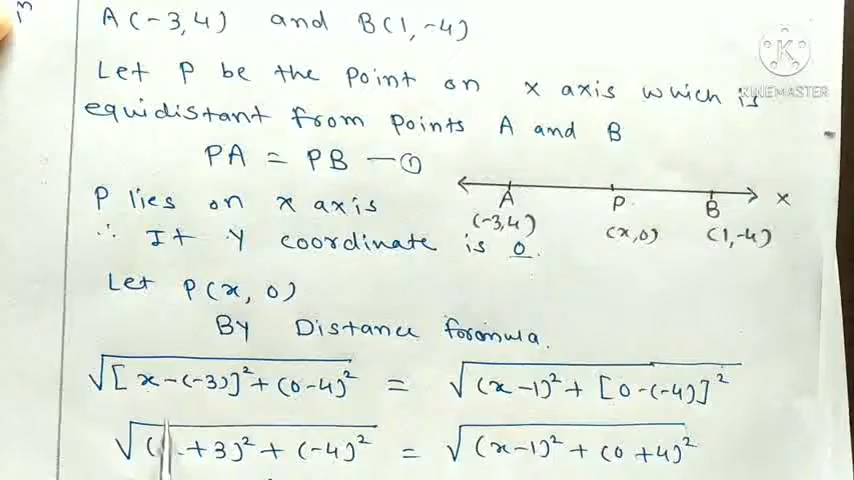 A(-3,4) and B(1,-4)
K
KINEMASTER
Let P be the point on x axis which is
equidistant from points A and B
PA = PB —①
P lies on x axis
∴ It Y coordinate is 0.
A P B X
(-3,4) (x,0) (1,-4)
Let P(x, 0)
By Distance formula.
√[x-(-3)]²+(0-4)² = √(x-1)²+[0-(-4)]²
√( +3)²+(-4)² = √(x-1)²+(0+4)²